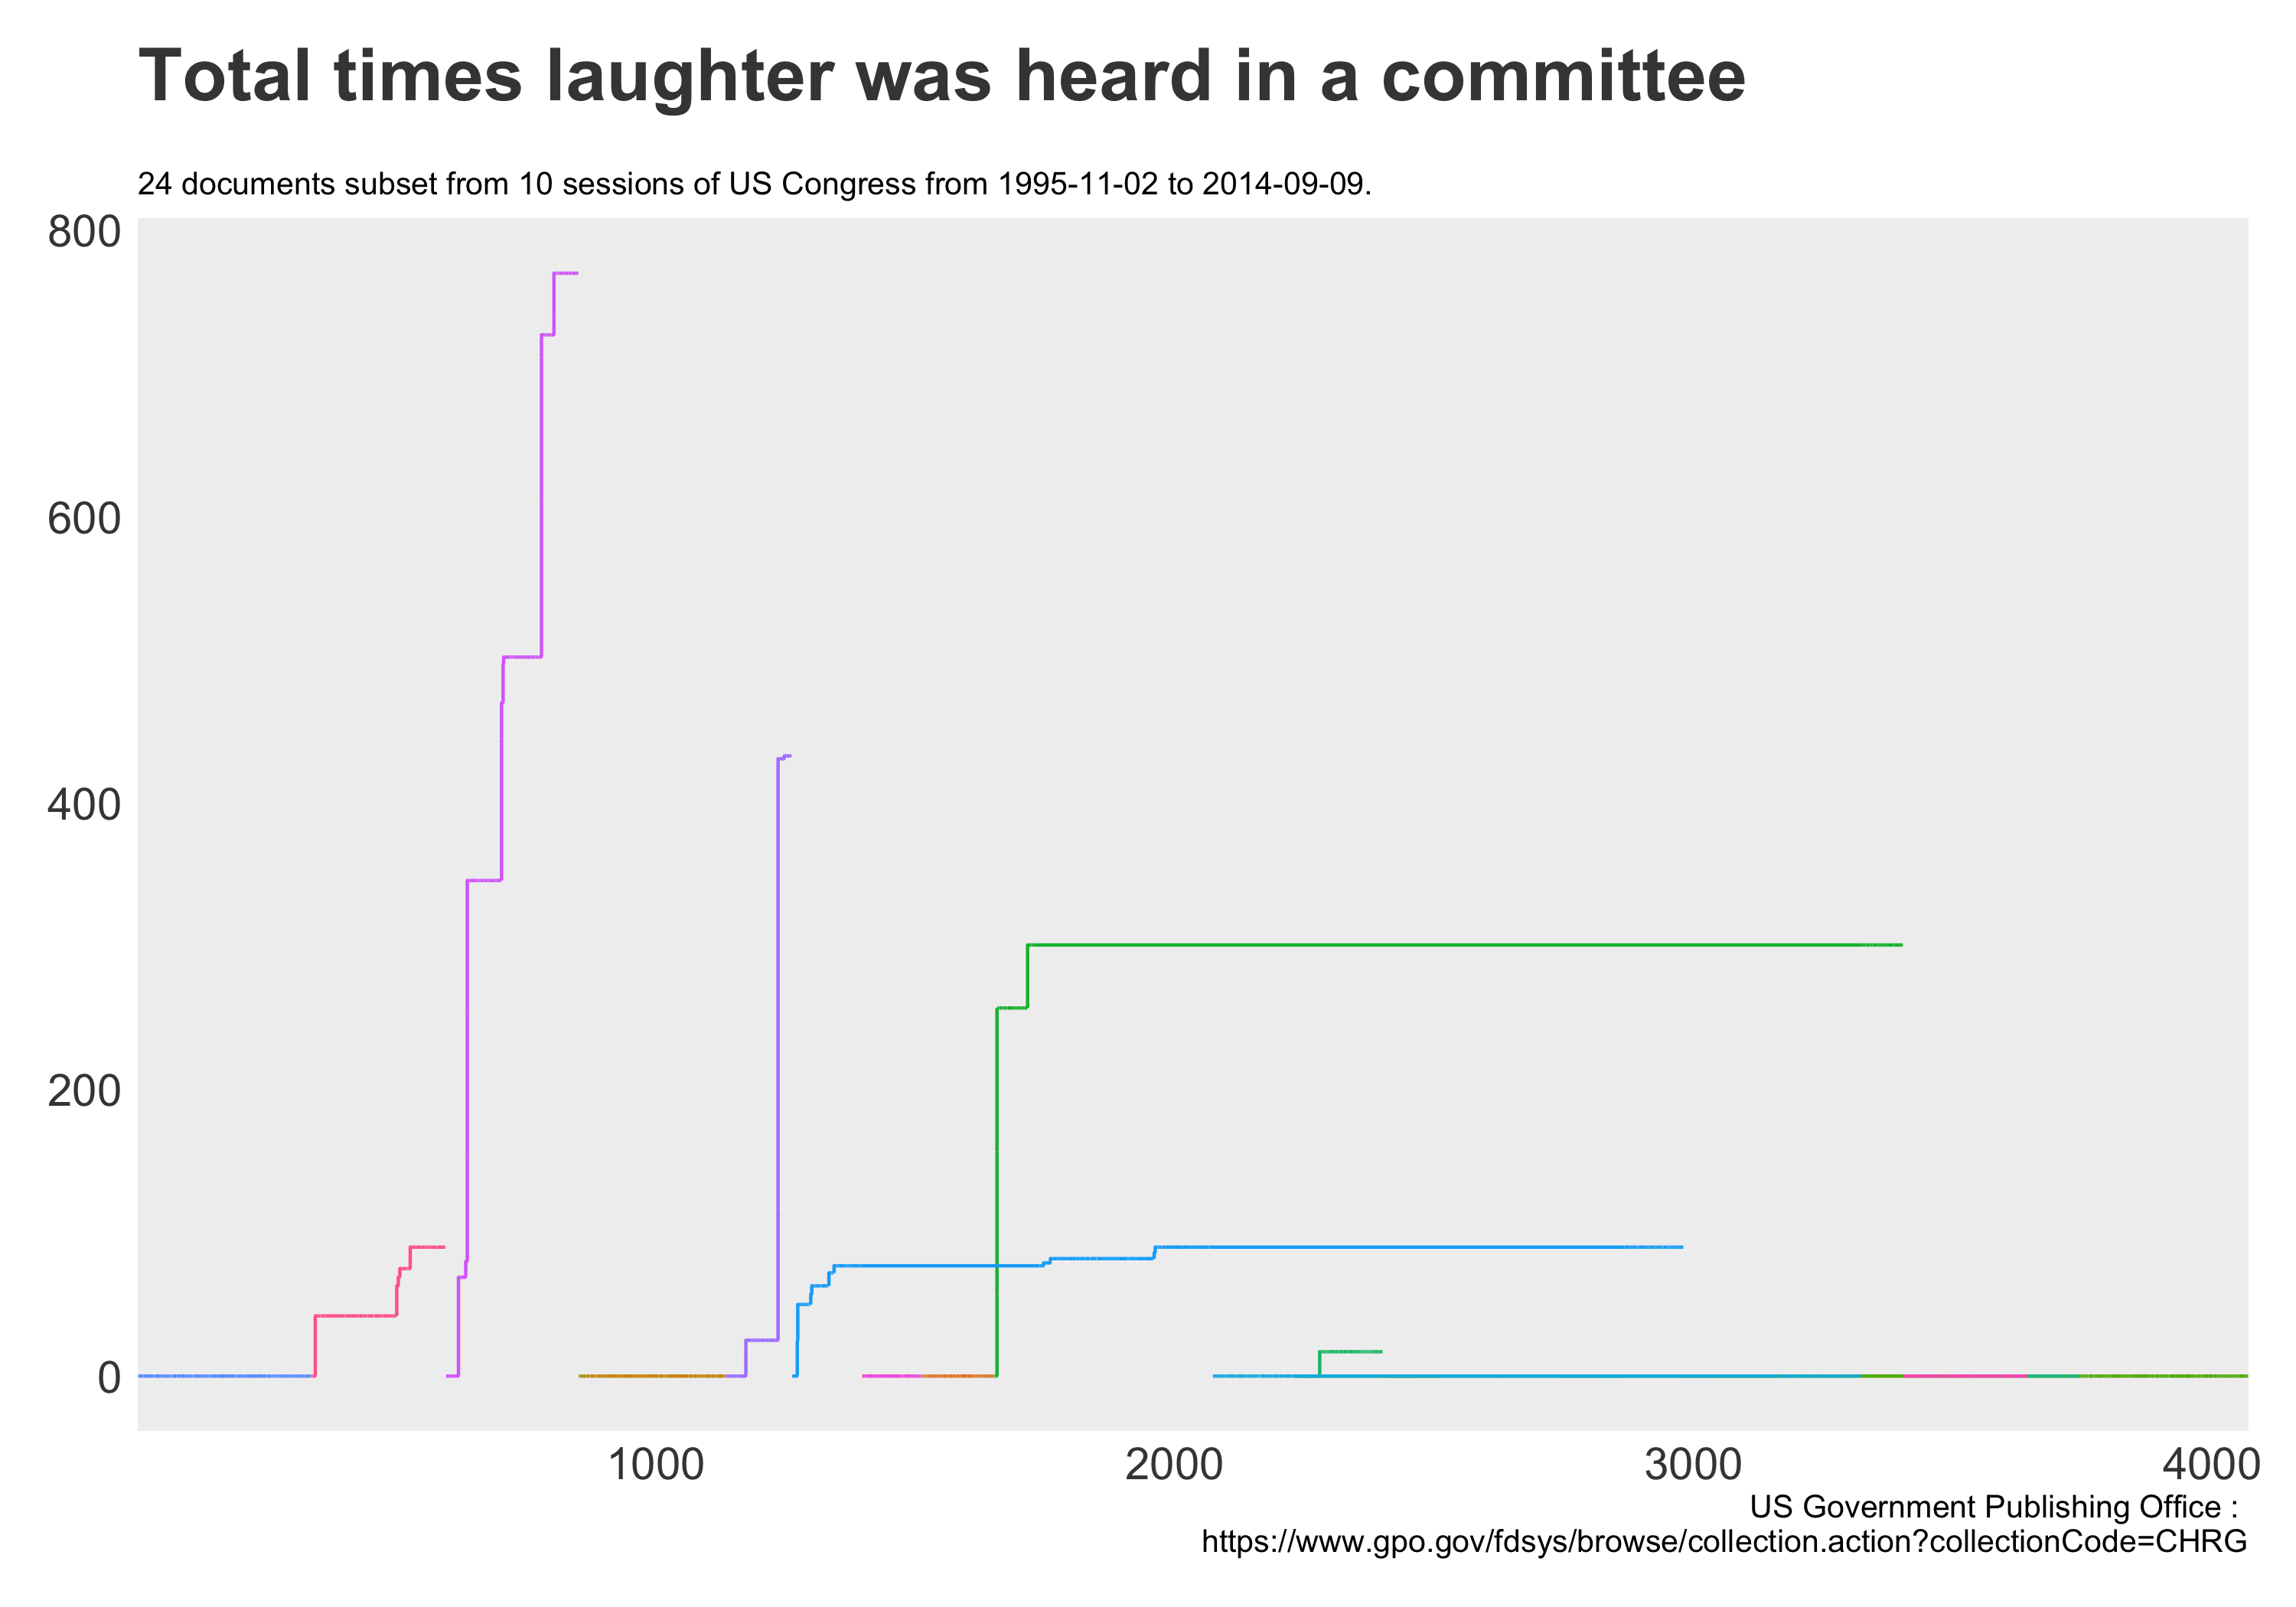 Total times laughter was heard in a committee
24 documents subset from 10 sessions of US Congress from 1995-11-02 to 2014-09-09.
800
600
400
200
0
1000 2000 3000 4000
US Government Publishing Office :
https://www.gpo.gov/fdsys/browse/collection.action?collectionCode=CHRG